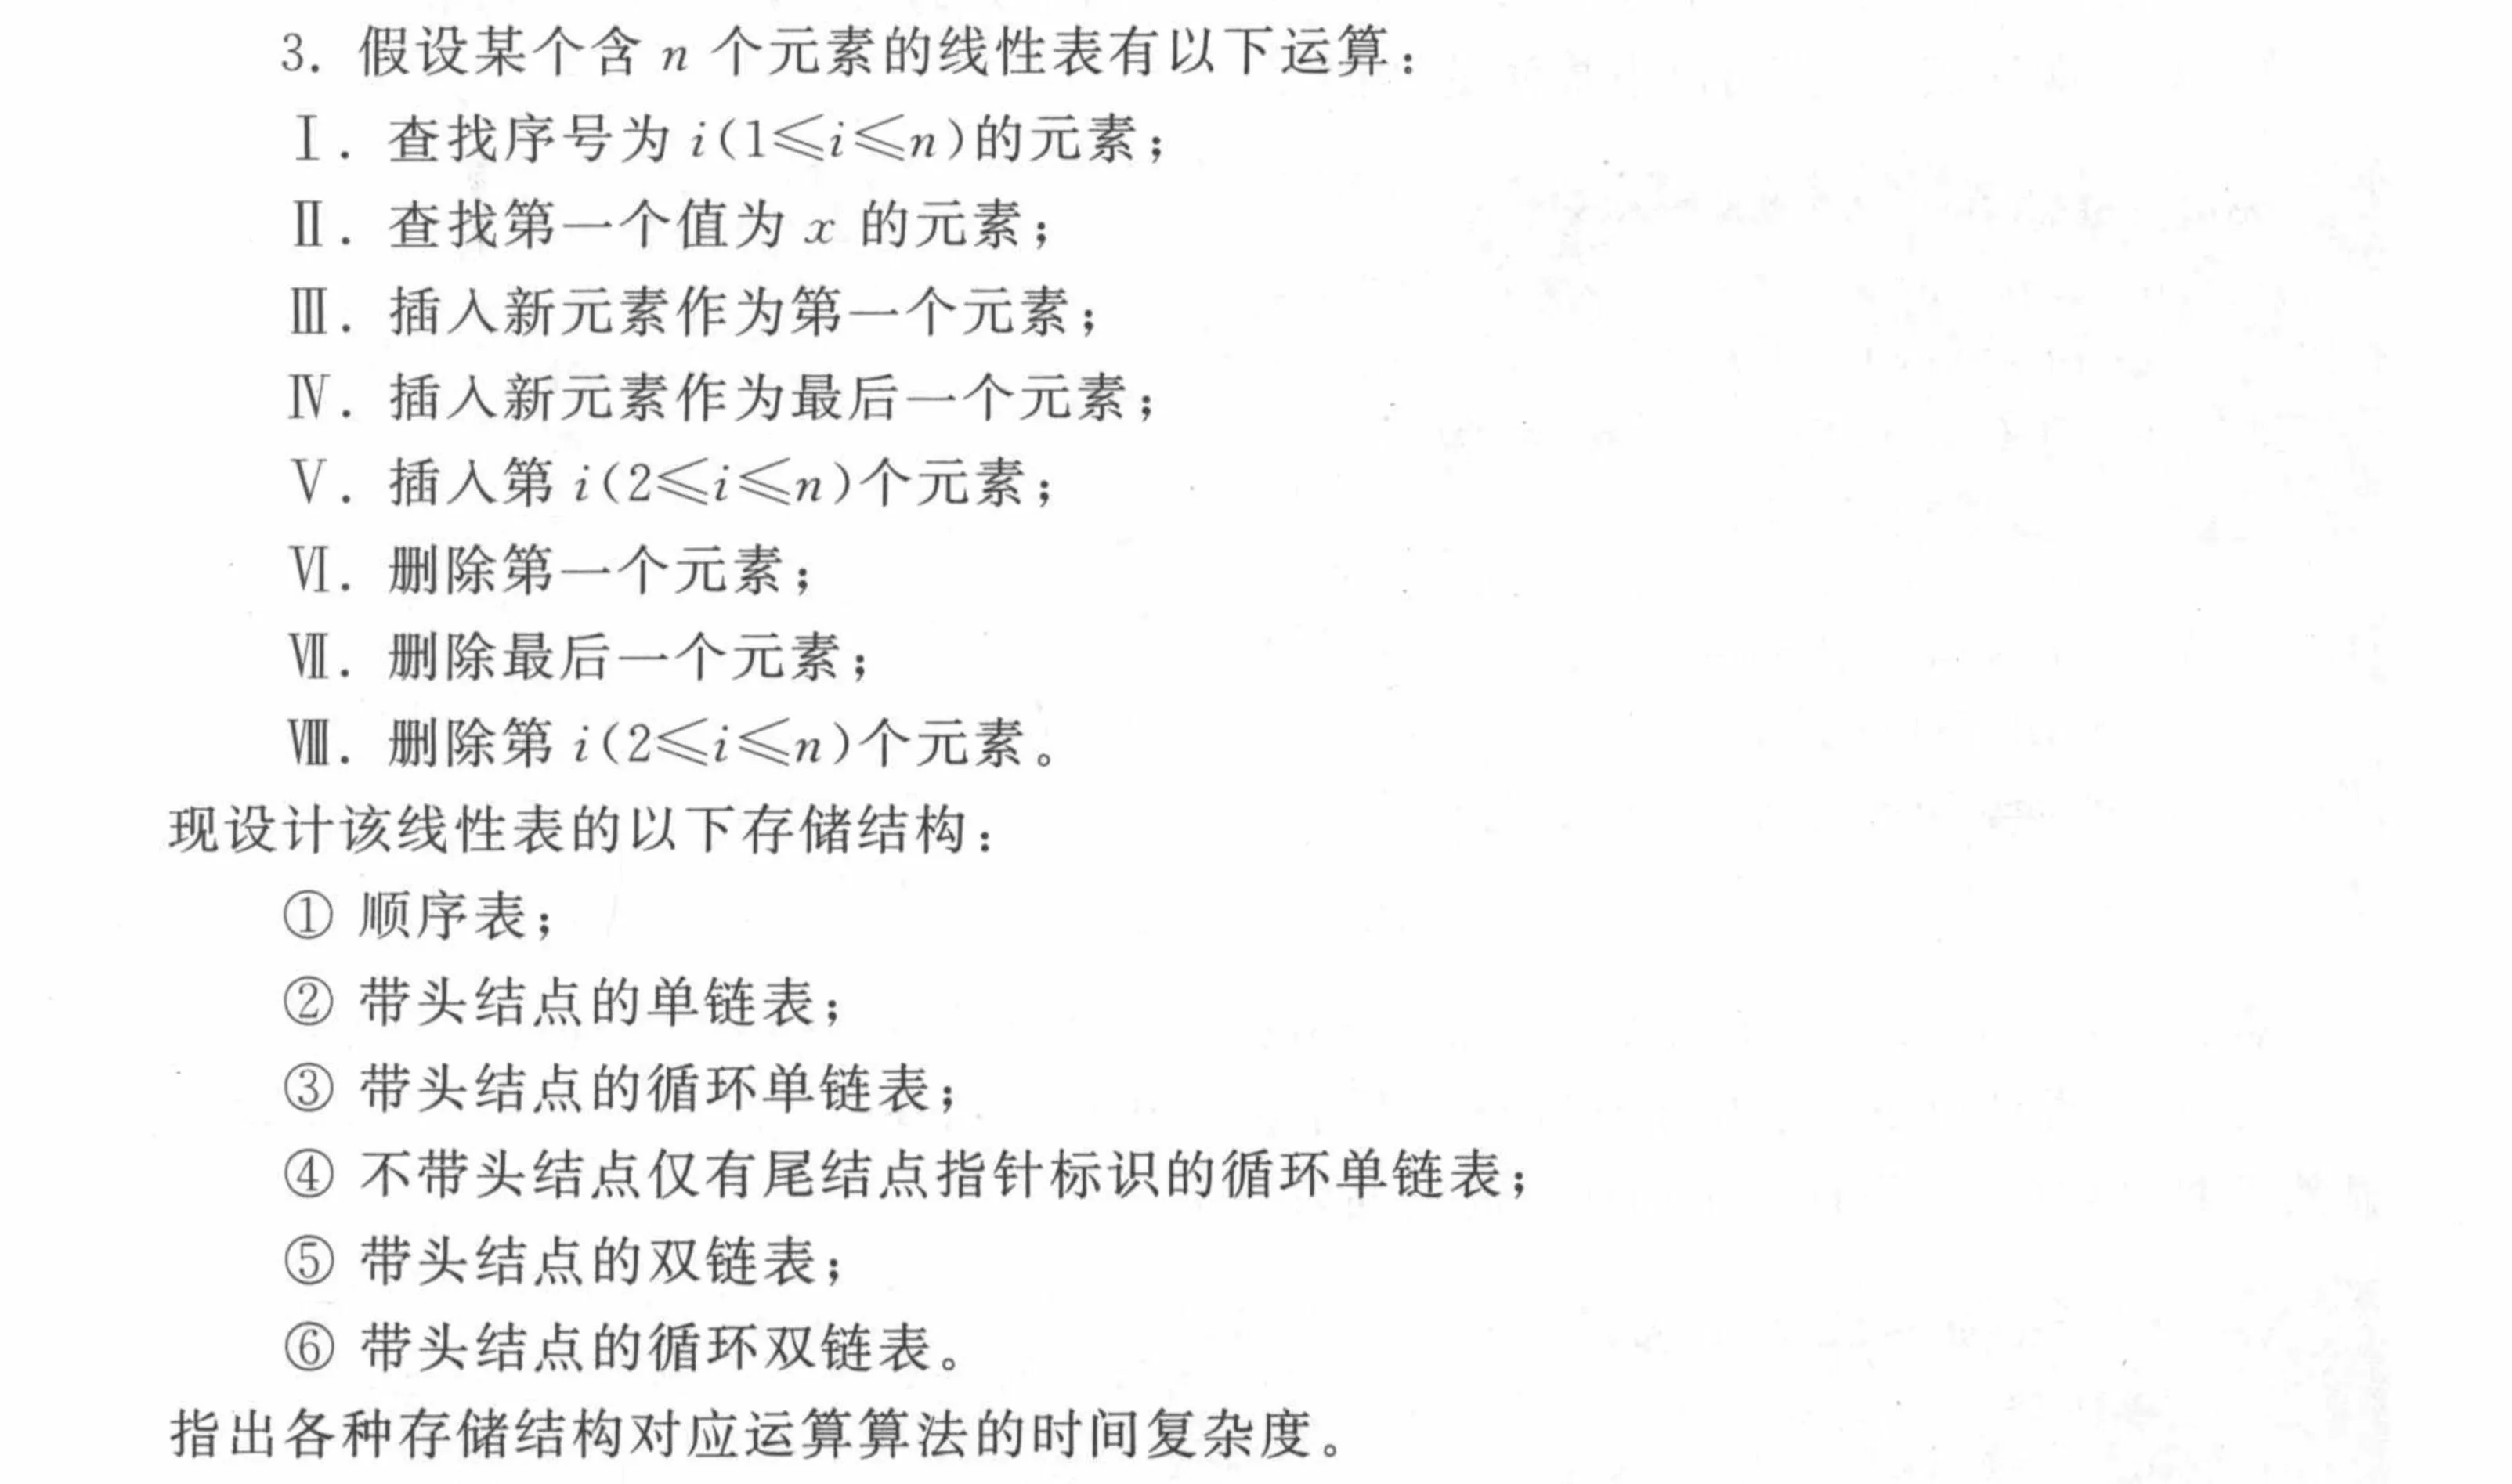 3. 假设某个含 n 个元素的线性表有以下运算：
Ⅰ. 查找序号为 i(1≤i≤n)的元素；
Ⅱ. 查找第一个值为 x 的元素；
Ⅲ. 插入新元素作为第一个元素；
Ⅳ. 插入新元素作为最后一个元素；
Ⅴ. 插入第 i(2≤i≤n)个元素；
Ⅵ. 删除第一个元素；
Ⅶ. 删除最后一个元素；
Ⅷ. 删除第 i(2≤i≤n)个元素。
现设计该线性表的以下存储结构：
① 顺序表；
② 带头结点的单链表；
③ 带头结点的循环单链表；
④ 不带头结点仅有尾结点指针标识的循环单链表；
⑤ 带头结点的双链表；
⑥ 带头结点的循环双链表。
指出各种存储结构对应运算算法的时间复杂度。